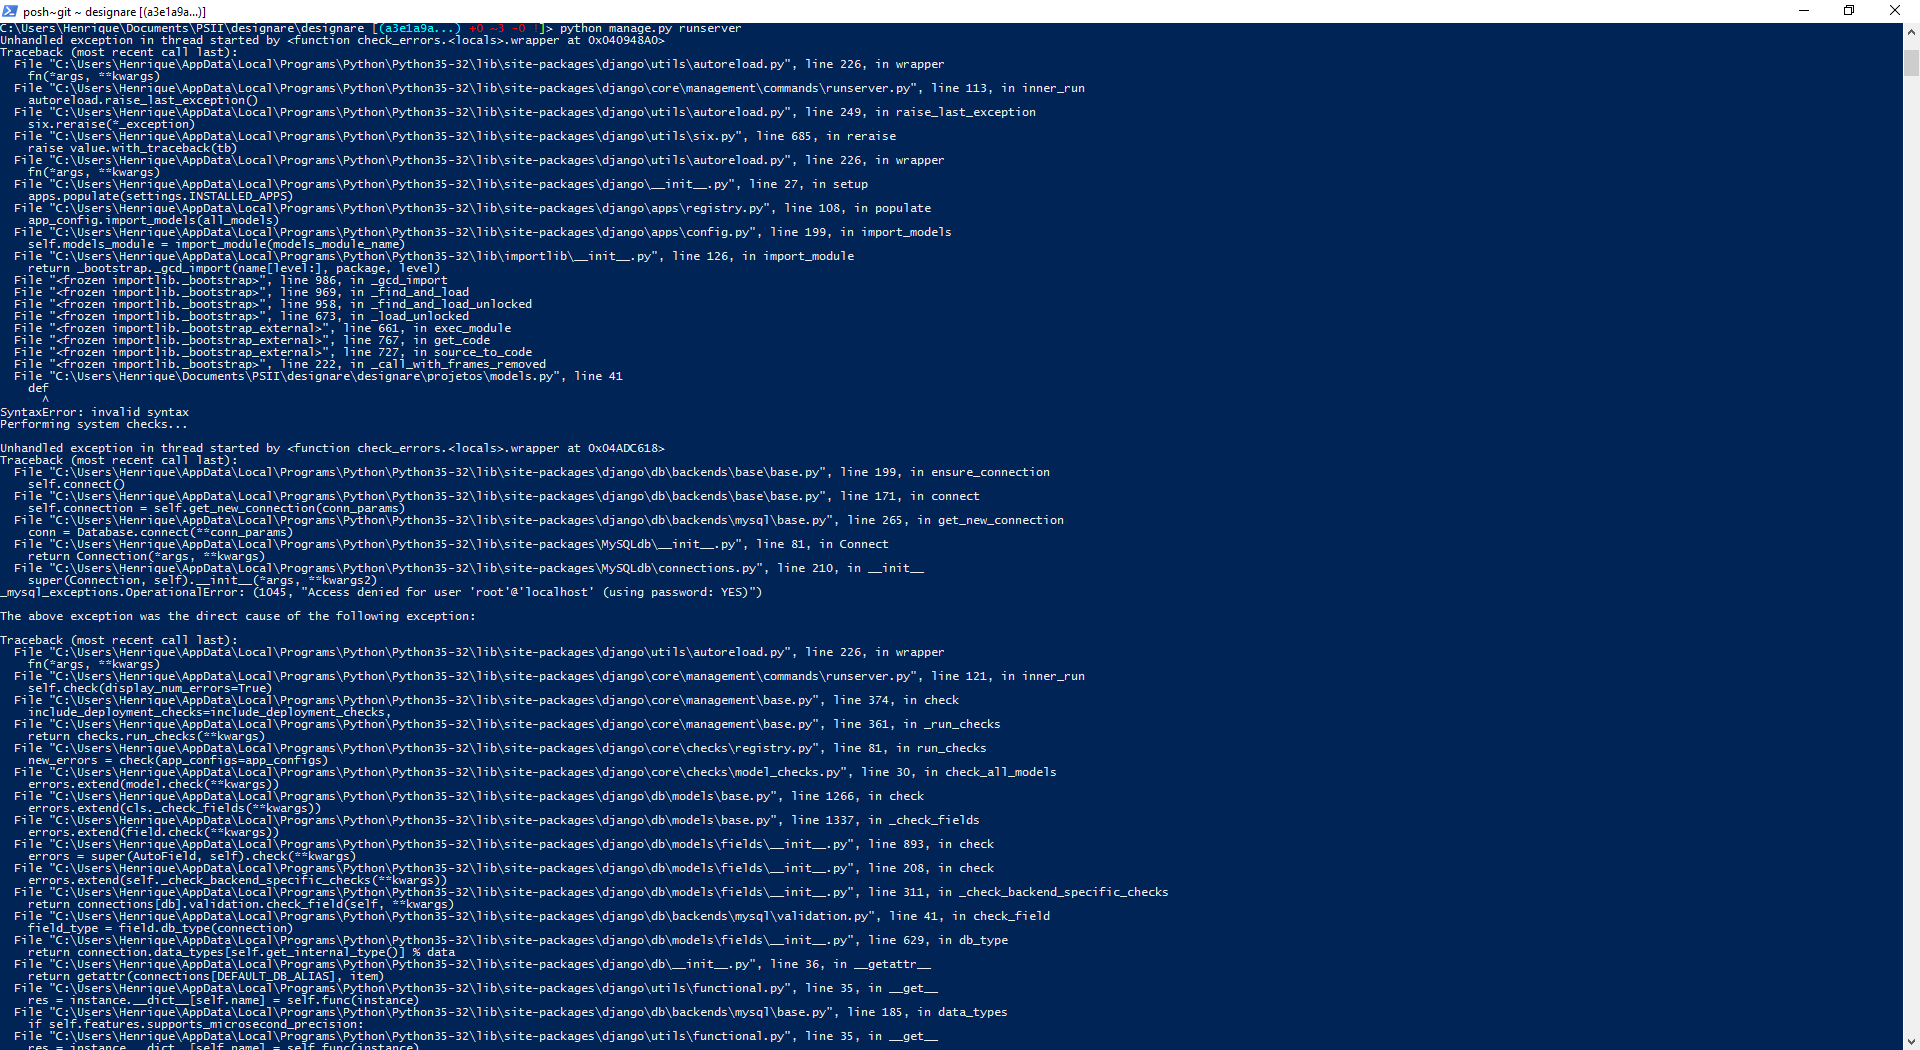 posh~git ~ designare [(a3e1a9a...)]
C:\Users\Henrique\Documents\PSII\designare\designare [(a3e1a9a...) +0 ~3 -0 !]> python manage.py runserver
Unhandled exception in thread started by <function check_errors.<locals>.wrapper at 0x040948A0>
Traceback (most recent call last):
  File "C:\Users\Henrique\AppData\Local\Programs\Python\Python35-32\lib\site-packages\django\utils\autoreload.py", line 226, in wrapper
    fn(*args, **kwargs)
  File "C:\Users\Henrique\AppData\Local\Programs\Python\Python35-32\lib\site-packages\django\core\management\commands\runserver.py", line 113, in inner_run
    autoreload.raise_last_exception()
  File "C:\Users\Henrique\AppData\Local\Programs\Python\Python35-32\lib\site-packages\django\utils\autoreload.py", line 249, in raise_last_exception
    six.reraise(*_exception)
  File "C:\Users\Henrique\AppData\Local\Programs\Python\Python35-32\lib\site-packages\django\utils\six.py", line 685, in reraise
    raise value.with_traceback(tb)
  File "C:\Users\Henrique\AppData\Local\Programs\Python\Python35-32\lib\site-packages\django\utils\autoreload.py", line 226, in wrapper
    fn(*args, **kwargs)
  File "C:\Users\Henrique\AppData\Local\Programs\Python\Python35-32\lib\site-packages\django\__init__.py", line 27, in setup
    apps.populate(settings.INSTALLED_APPS)
  File "C:\Users\Henrique\AppData\Local\Programs\Python\Python35-32\lib\site-packages\django\apps\registry.py", line 108, in populate
    app_config.import_models(all_models)
  File "C:\Users\Henrique\AppData\Local\Programs\Python\Python35-32\lib\site-packages\django\apps\config.py", line 199, in import_models
    self.models_module = import_module(models_module_name)
  File "C:\Users\Henrique\AppData\Local\Programs\Python\Python35-32\lib\importlib\__init__.py", line 126, in import_module
    return _bootstrap._gcd_import(name[level:], package, level)
  File "<frozen importlib._bootstrap>", line 986, in _gcd_import
  File "<frozen importlib._bootstrap>", line 969, in _find_and_load
  File "<frozen importlib._bootstrap>", line 958, in _find_and_load_unlocked
  File "<frozen importlib._bootstrap>", line 673, in _load_unlocked
  File "<frozen importlib._bootstrap_external>", line 661, in exec_module
  File "<frozen importlib._bootstrap_external>", line 767, in get_code
  File "<frozen importlib._bootstrap_external>", line 727, in source_to_code
  File "<frozen importlib._bootstrap>", line 222, in _call_with_frames_removed
  File "C:\Users\Henrique\Documents\PSII\designare\designare\projetos\models.py", line 41
    def
      ^
SyntaxError: invalid syntax
Performing system checks...
Unhandled exception in thread started by <function check_errors.<locals>.wrapper at 0x04ADC618>
Traceback (most recent call last):
  File "C:\Users\Henrique\AppData\Local\Programs\Python\Python35-32\lib\site-packages\django\db\backends\base\base.py", line 199, in ensure_connection
    self.connect()
  File "C:\Users\Henrique\AppData\Local\Programs\Python\Python35-32\lib\site-packages\django\db\backends\base\base.py", line 171, in connect
    self.connection = self.get_new_connection(conn_params)
  File "C:\Users\Henrique\AppData\Local\Programs\Python\Python35-32\lib\site-packages\django\db\backends\mysql\base.py", line 265, in get_new_connection
    conn = Database.connect(**conn_params)
  File "C:\Users\Henrique\AppData\Local\Programs\Python\Python35-32\lib\site-packages\MySQLdb\__init__.py", line 81, in Connect
    return Connection(*args, **kwargs)
  File "C:\Users\Henrique\AppData\Local\Programs\Python\Python35-32\lib\site-packages\MySQLdb\connections.py", line 210, in __init__
    super(Connection, self).__init__(*args, **kwargs2)
_mysql_exceptions.OperationalError: (1045, "Access denied for user 'root'@'localhost' (using password: YES)")
The above exception was the direct cause of the following exception:
Traceback (most recent call last):
  File "C:\Users\Henrique\AppData\Local\Programs\Python\Python35-32\lib\site-packages\django\utils\autoreload.py", line 226, in wrapper
    fn(*args, **kwargs)
  File "C:\Users\Henrique\AppData\Local\Programs\Python\Python35-32\lib\site-packages\django\core\management\commands\runserver.py", line 121, in inner_run
    self.check(display_num_errors=True)
  File "C:\Users\Henrique\AppData\Local\Programs\Python\Python35-32\lib\site-packages\django\core\management\base.py", line 374, in check
    include_deployment_checks=include_deployment_checks,
  File "C:\Users\Henrique\AppData\Local\Programs\Python\Python35-32\lib\site-packages\django\core\management\base.py", line 361, in _run_checks
    return checks.run_checks(**kwargs)
  File "C:\Users\Henrique\AppData\Local\Programs\Python\Python35-32\lib\site-packages\django\core\checks\registry.py", line 81, in run_checks
    new_errors = check(app_configs=app_configs)
  File "C:\Users\Henrique\AppData\Local\Programs\Python\Python35-32\lib\site-packages\django\core\checks\model_checks.py", line 30, in check_all_models
    errors.extend(model.check(**kwargs))
  File "C:\Users\Henrique\AppData\Local\Programs\Python\Python35-32\lib\site-packages\django\db\models\base.py", line 1266, in check
    errors.extend(cls._check_fields(**kwargs))
  File "C:\Users\Henrique\AppData\Local\Programs\Python\Python35-32\lib\site-packages\django\db\models\base.py", line 1337, in _check_fields
    errors.extend(field.check(**kwargs))
  File "C:\Users\Henrique\AppData\Local\Programs\Python\Python35-32\lib\site-packages\django\db\models\fields\__init__.py", line 893, in check
    errors = super(AutoField, self).check(**kwargs)
  File "C:\Users\Henrique\AppData\Local\Programs\Python\Python35-32\lib\site-packages\django\db\models\fields\__init__.py", line 208, in check
    errors.extend(self._check_backend_specific_checks(**kwargs))
  File "C:\Users\Henrique\AppData\Local\Programs\Python\Python35-32\lib\site-packages\django\db\models\fields\__init__.py", line 311, in _check_backend_specific_checks
    return connections[db].validation.check_field(self, **kwargs)
  File "C:\Users\Henrique\AppData\Local\Programs\Python\Python35-32\lib\site-packages\django\db\backends\mysql\validation.py", line 41, in check_field
    field_type = field.db_type(connection)
  File "C:\Users\Henrique\AppData\Local\Programs\Python\Python35-32\lib\site-packages\django\db\models\fields\__init__.py", line 629, in db_type
    return connection.data_types[self.get_internal_type()] % data
  File "C:\Users\Henrique\AppData\Local\Programs\Python\Python35-32\lib\site-packages\django\db\__init__.py", line 36, in __getattr__
    return getattr(connections[DEFAULT_DB_ALIAS], item)
  File "C:\Users\Henrique\AppData\Local\Programs\Python\Python35-32\lib\site-packages\django\utils\functional.py", line 35, in __get__
    res = instance.__dict__[self.name] = self.func(instance)
  File "C:\Users\Henrique\AppData\Local\Programs\Python\Python35-32\lib\site-packages\django\db\backends\mysql\base.py", line 185, in data_types
    if self.features.supports_microsecond_precision:
  File "C:\Users\Henrique\AppData\Local\Programs\Python\Python35-32\lib\site-packages\django\utils\functional.py", line 35, in __get__
    res = instance.__dict__[self.name] = self.func(instance)